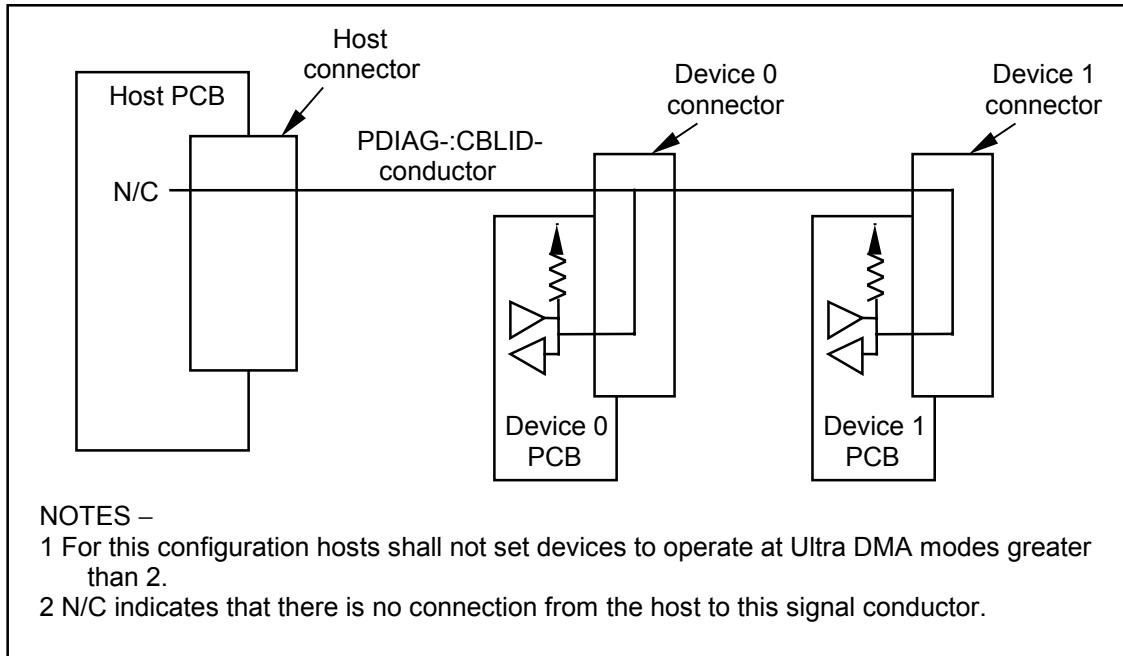 Host
connector
Device 0
connector
Device 1
connector
Host PCB
PDIAG-:CBLID-
conductor
N/C
Device 0
PCB
Device 1
PCB
NOTES –
1 For this configuration hosts shall not set devices to operate at Ultra DMA modes greater
than 2.
2 N/C indicates that there is no connection from the host to this signal conductor.